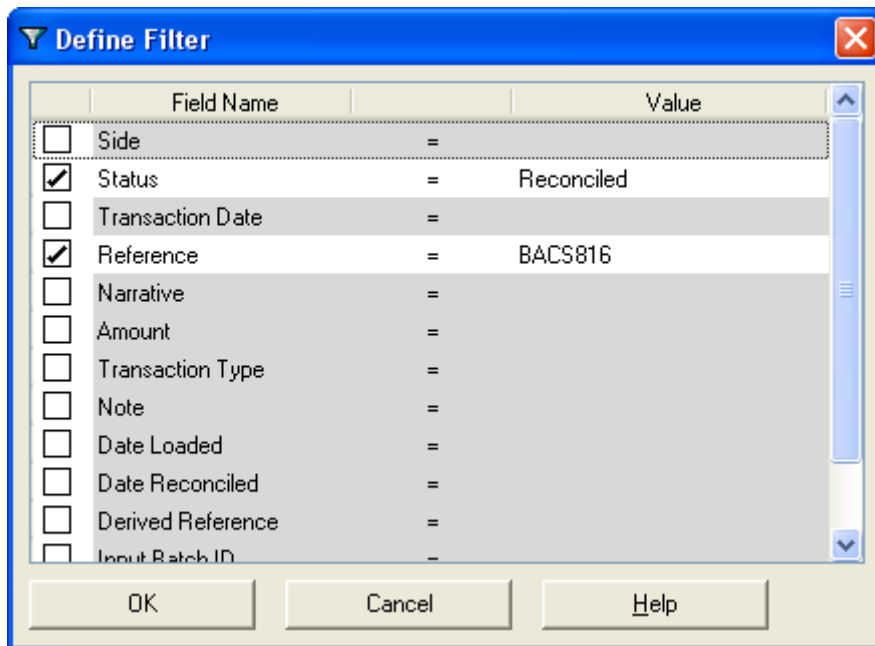 Define Filter
Field Name Value
Side =
Status = Reconciled
Transaction Date =
Reference = BACS816
Narrative =
Amount =
Transaction Type =
Note =
Date Loaded =
Date Reconciled =
Derived Reference =
Input Batch ID =
OK Cancel Help